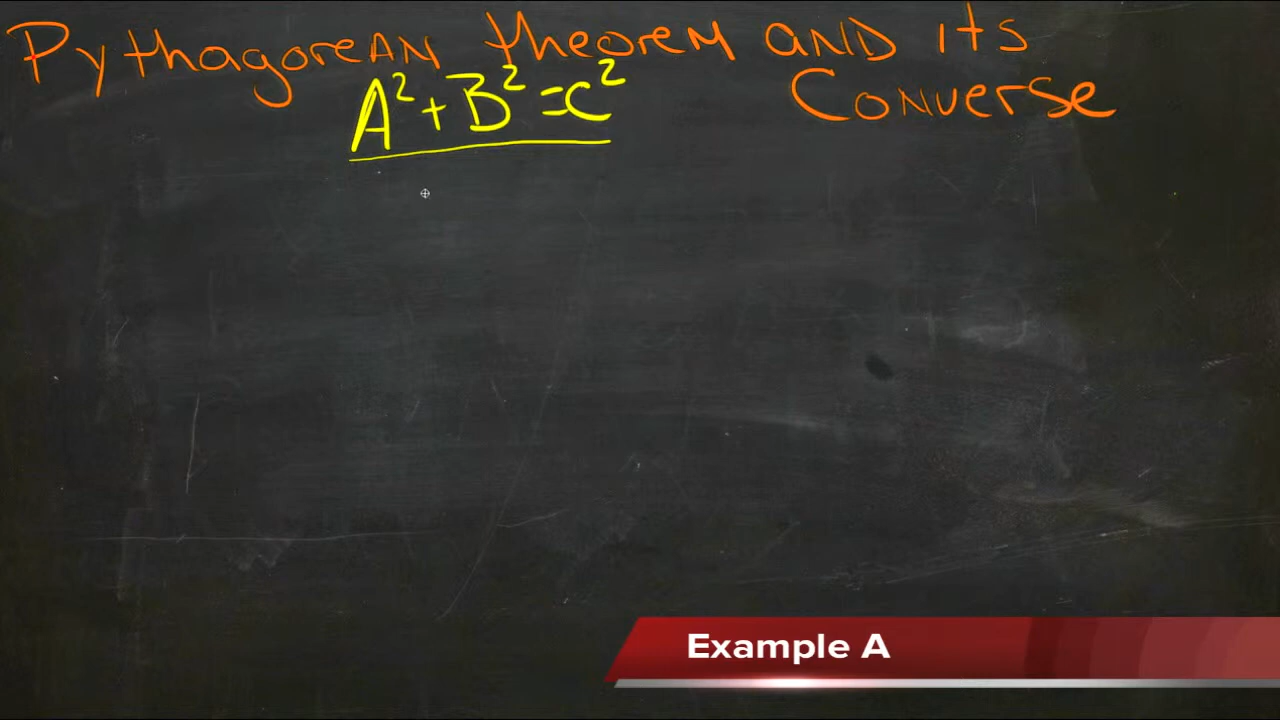 PythagoreAN theorem AND its
Converse
A² + B² = c²
Example A